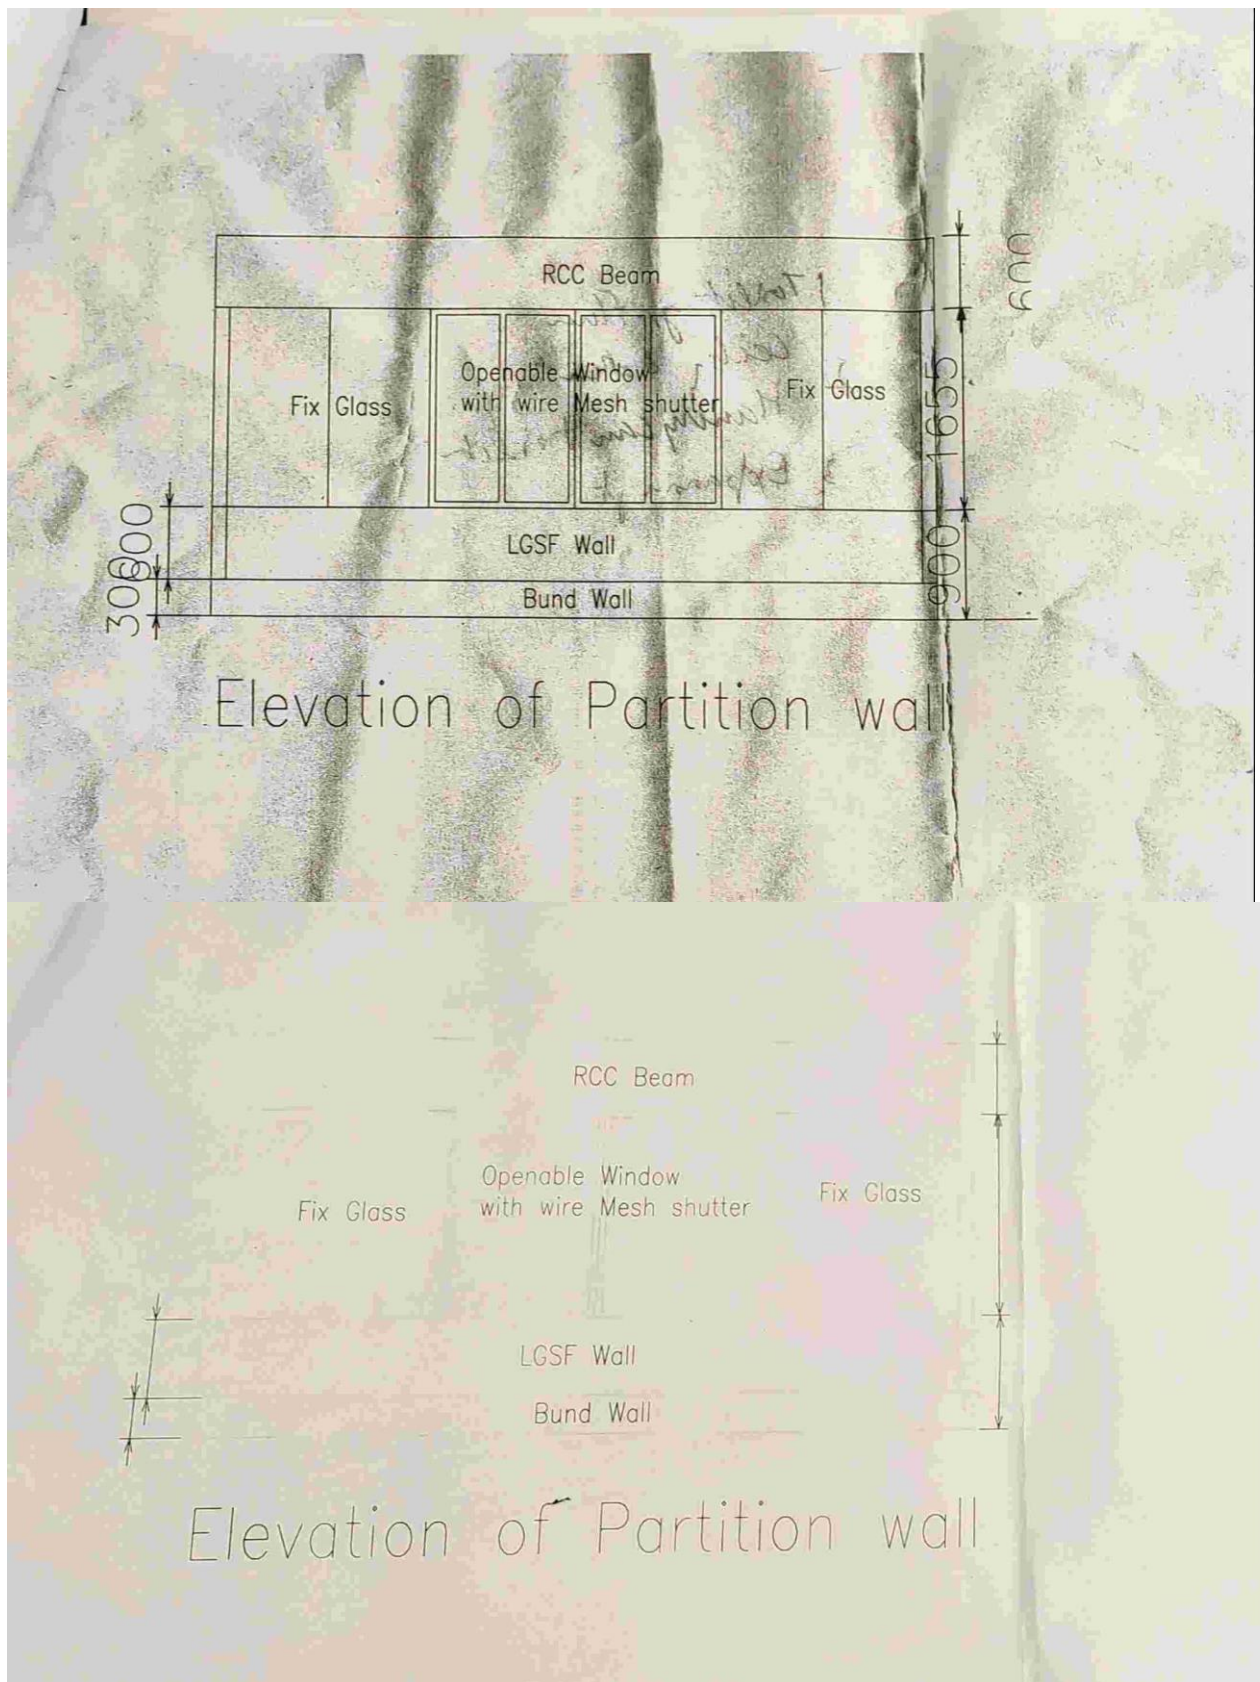 RCC Beam
Openable Window
with wire Mesh shutter
Fix Glass
Fix Glass
1655
600
LGSF Wall
900
300
Bund Wall
Elevation of Partition wall
RCC Beam
Openable Window
with wire Mesh shutter
Fix Glass
Fix Glass
LGSF Wall
Bund Wall
Elevation of Partition wall